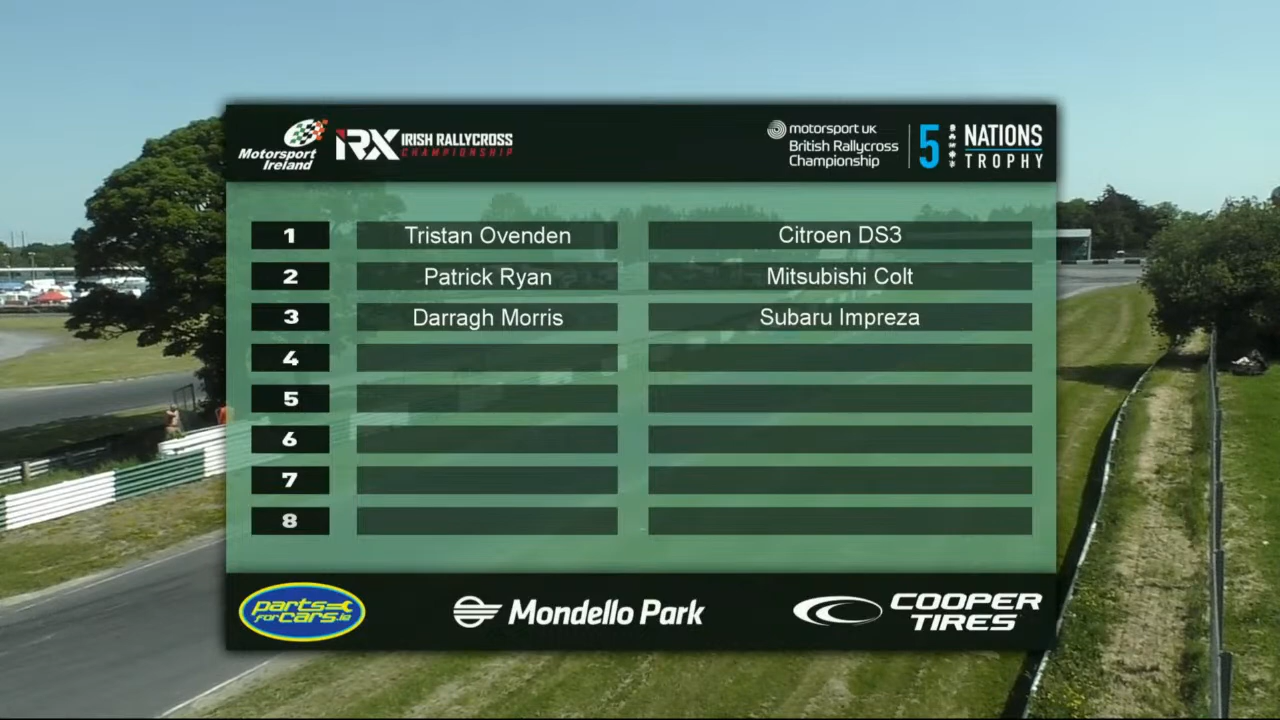 Motorsport
Ireland
iRX IRISH RALLYCROSS
CHAMPIONSHIP
motorsport UK
British Rallycross
Championship
5 NATIONS
TROPHY
1 Tristan Ovenden Citroen DS3
2 Patrick Ryan Mitsubishi Colt
3 Darragh Morris Subaru Impreza
4
5
6
7
8
parts
for cars.ie
Mondello Park
COOPER
TIRES